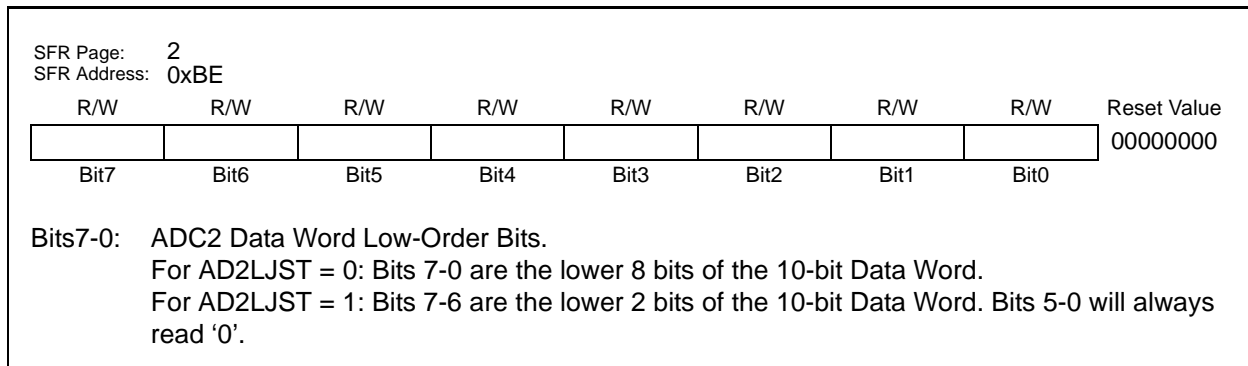 SFR Page: 2
SFR Address: 0xBE
R/W R/W R/W R/W R/W R/W R/W R/W Reset Value
00000000
Bit7 Bit6 Bit5 Bit4 Bit3 Bit2 Bit1 Bit0
Bits7-0: ADC2 Data Word Low-Order Bits.
For AD2LJST = 0: Bits 7-0 are the lower 8 bits of the 10-bit Data Word.
For AD2LJST = 1: Bits 7-6 are the lower 2 bits of the 10-bit Data Word. Bits 5-0 will always
read ‘0’.